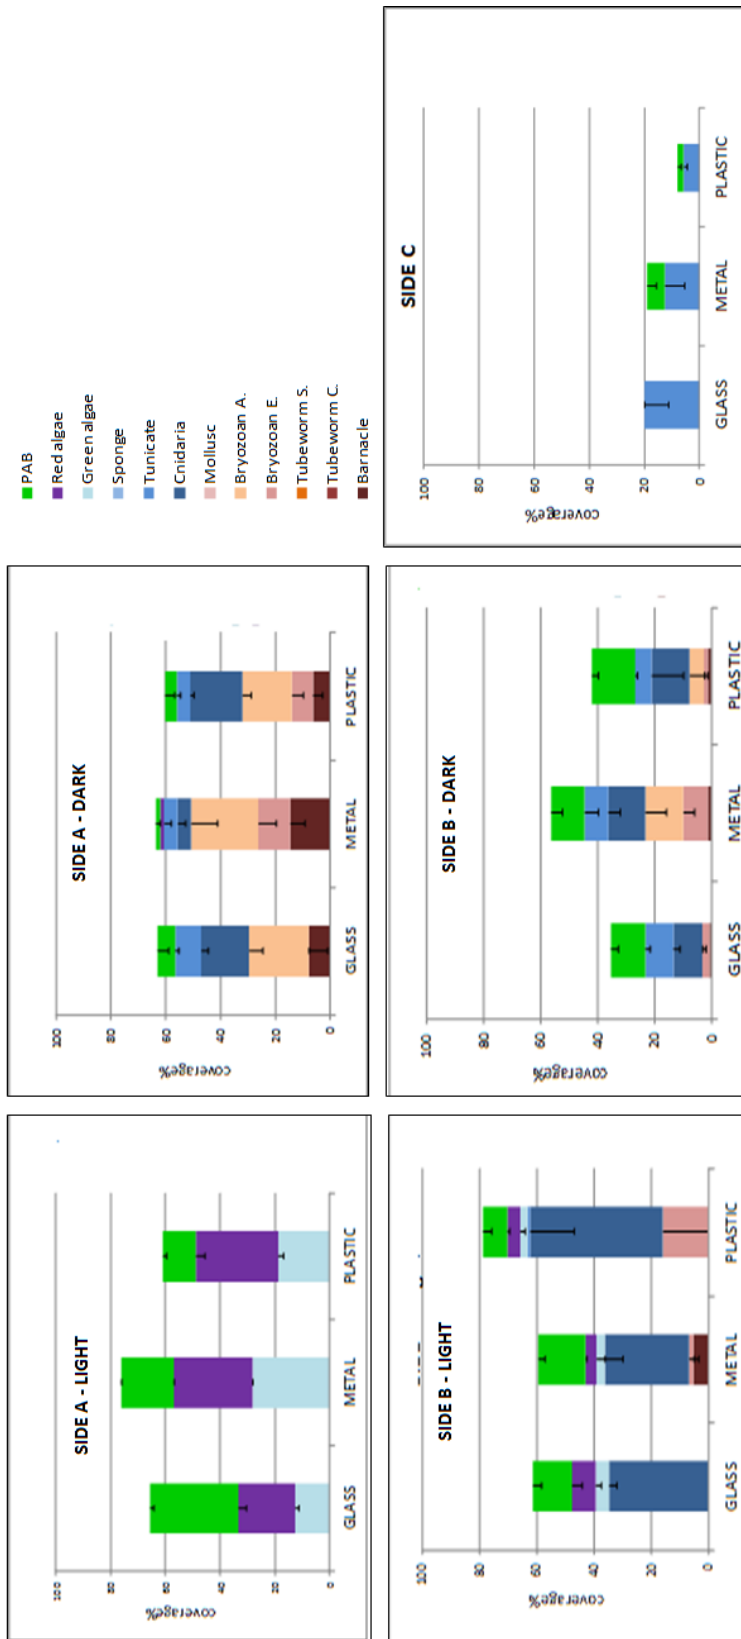 SIDE A - LIGHT
100
80
60
40
20
0
coverage%
GLASS METAL PLASTIC
SIDE A - DARK
100
80
60
40
20
0
coverage%
GLASS METAL PLASTIC
PAB
Red algae
Green algae
Sponge
Tunicate
Cnidaria
Mollusc
Bryozoan A.
Bryozoan E.
Tubeworm S.
Tubeworm C.
Barnacle
SIDE B - LIGHT
100
80
60
40
20
0
coverage%
GLASS METAL PLASTIC
SIDE B - DARK
100
80
60
40
20
0
coverage%
GLASS METAL PLASTIC
SIDE C
100
80
60
40
20
0
coverage%
GLASS METAL PLASTIC